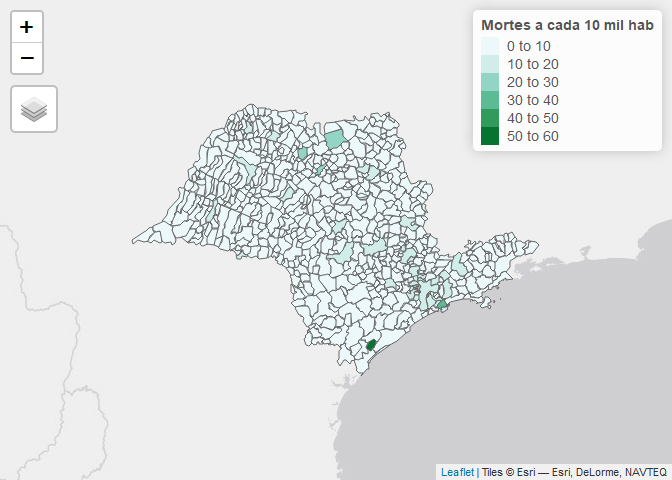 +
−
Mortes a cada 10 mil hab
0 to 10
10 to 20
20 to 30
30 to 40
40 to 50
50 to 60
Leaflet | Tiles © Esri — Esri, DeLorme, NAVTEQ